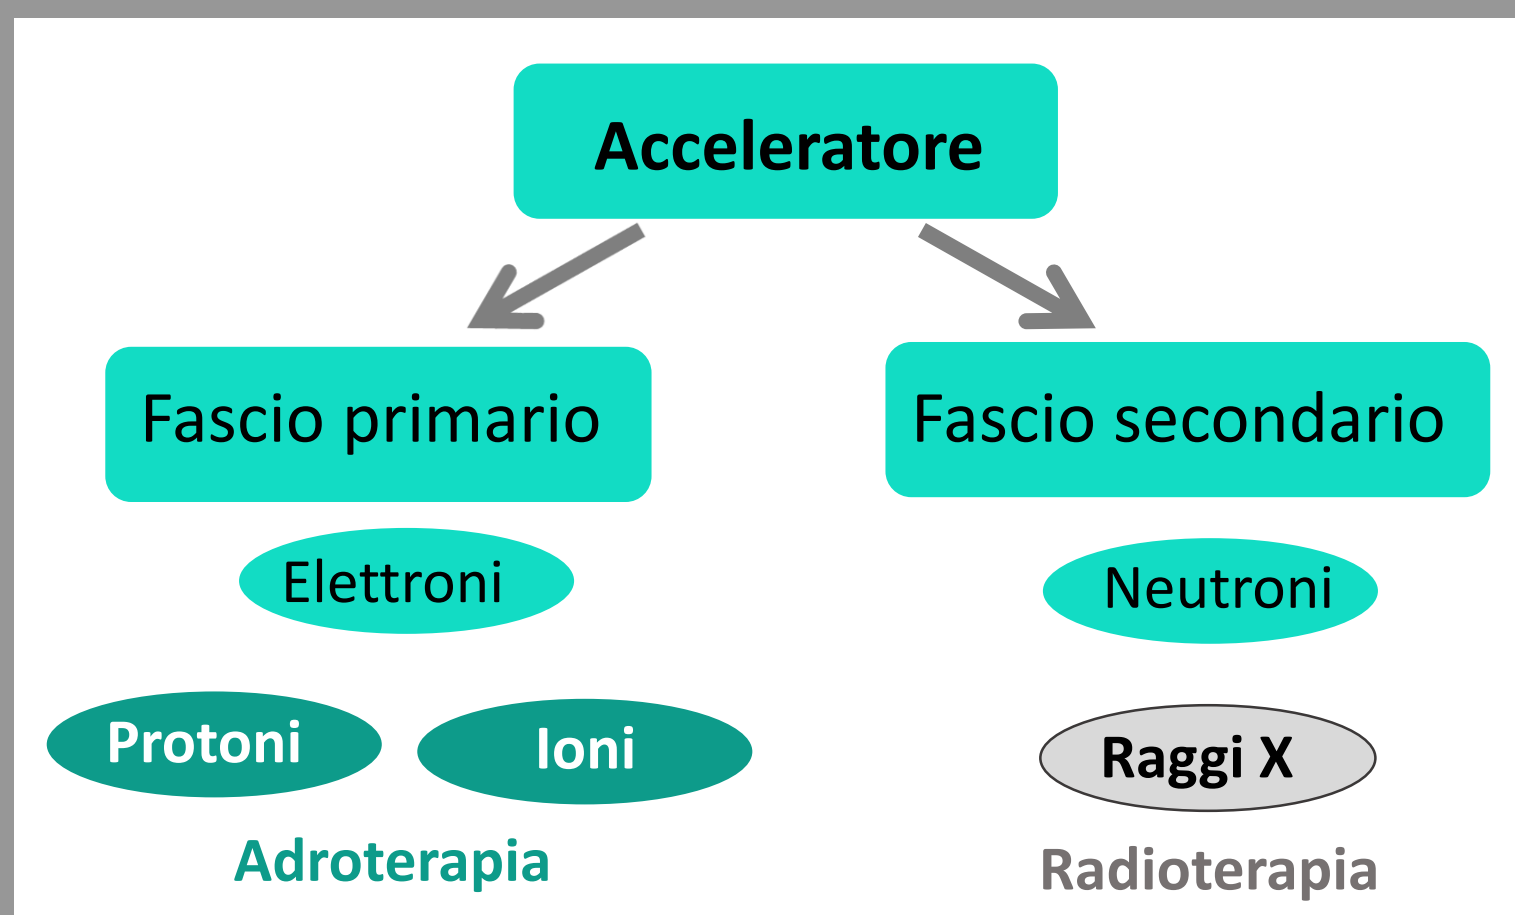 Acceleratore
Fascio primario
Fascio secondario
Elettroni
Neutroni
Protoni
Ioni
Raggi X
Adroterapia
Radioterapia